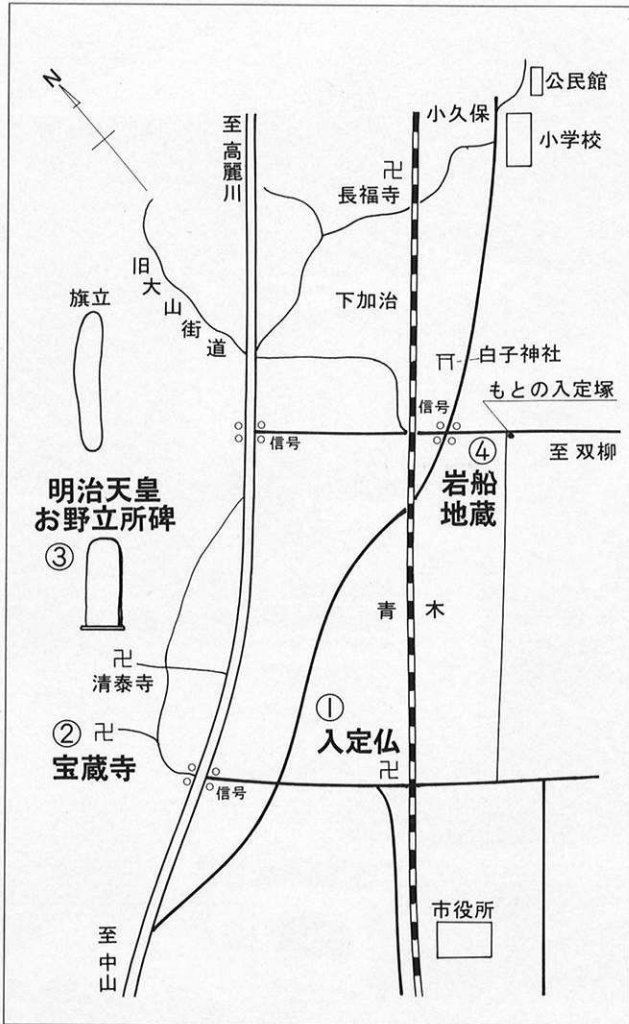 N
公民館
小久保
小学校
至高麗川
卍
長福寺
旧大山街道
旗立
下加治
白子神社
もとの入定塚
信号
信号
至双柳
④
岩船
地蔵
明治天皇
お野立所碑
③
青木
卍
清泰寺
①
入定仏
卍
② 卍
宝蔵寺
信号
市役所
至中山